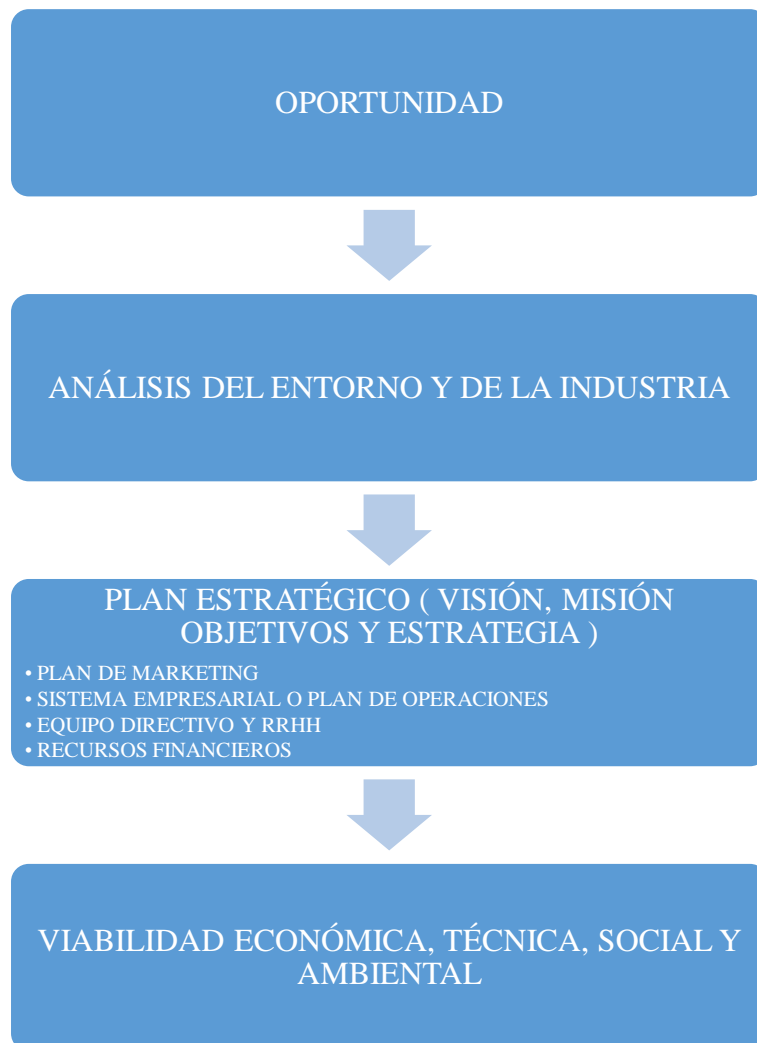 OPORTUNIDAD
ANÁLISIS DEL ENTORNO Y DE LA INDUSTRIA
PLAN ESTRATÉGICO ( VISIÓN, MISIÓN
OBJETIVOS Y ESTRATEGIA )
• PLAN DE MARKETING
• SISTEMA EMPRESARIAL O PLAN DE OPERACIONES
• EQUIPO DIRECTIVO Y RRHH
• RECURSOS FINANCIEROS
VIABILIDAD ECONÓMICA, TÉCNICA, SOCIAL Y
AMBIENTAL